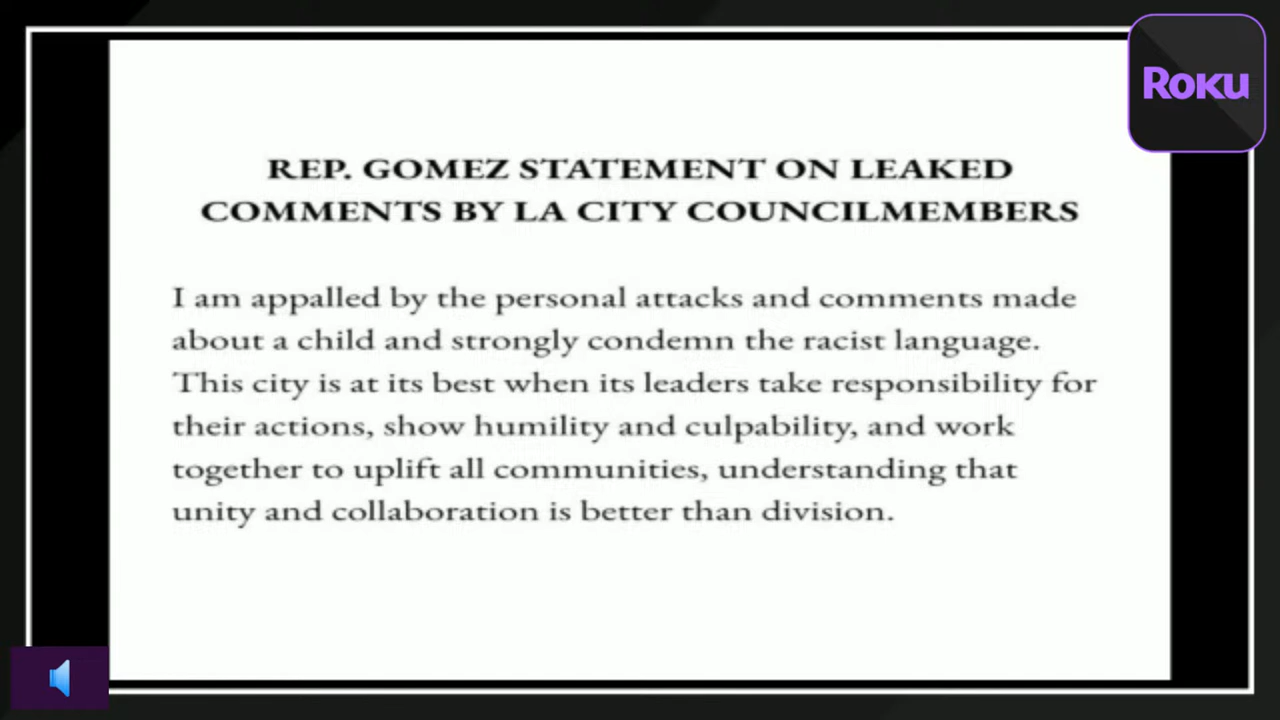 ROKU
REP. GOMEZ STATEMENT ON LEAKED
COMMENTS BY LA CITY COUNCILMEMBERS
I am appalled by the personal attacks and comments made
about a child and strongly condemn the racist language.
This city is at its best when its leaders take responsibility for
their actions, show humility and culpability, and work
together to uplift all communities, understanding that
unity and collaboration is better than division.